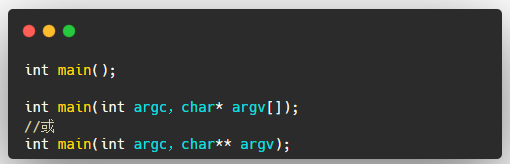 int main();
int main(int argc，char* argv[]);
//或
int main(int argc，char** argv);